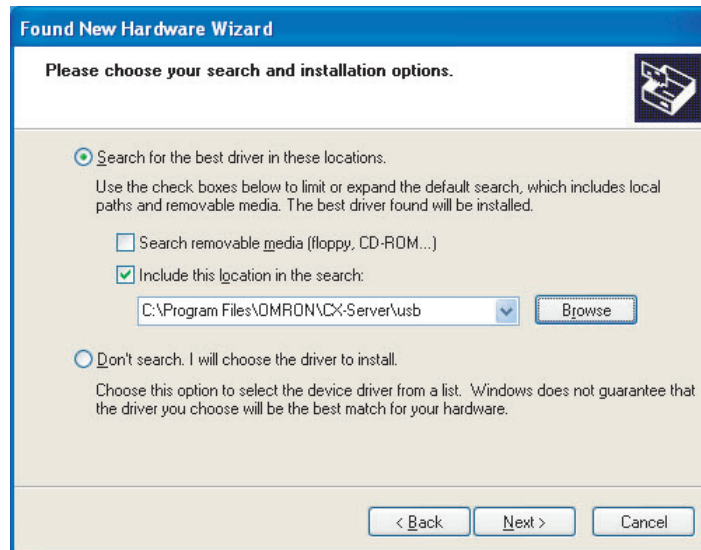 Found New Hardware Wizard
Please choose your search and installation options.
Search for the best driver in these locations.
Use the check boxes below to limit or expand the default search, which includes local
paths and removable media. The best driver found will be installed.
Search removable media (floppy, CD-ROM...)
Include this location in the search:
C:\Program Files\OMRON\CX-Server\usb
Browse
Don't search. I will choose the driver to install.
Choose this option to select the device driver from a list.  Windows does not guarantee that
the driver you choose will be the best match for your hardware.
< Back
Next >
Cancel